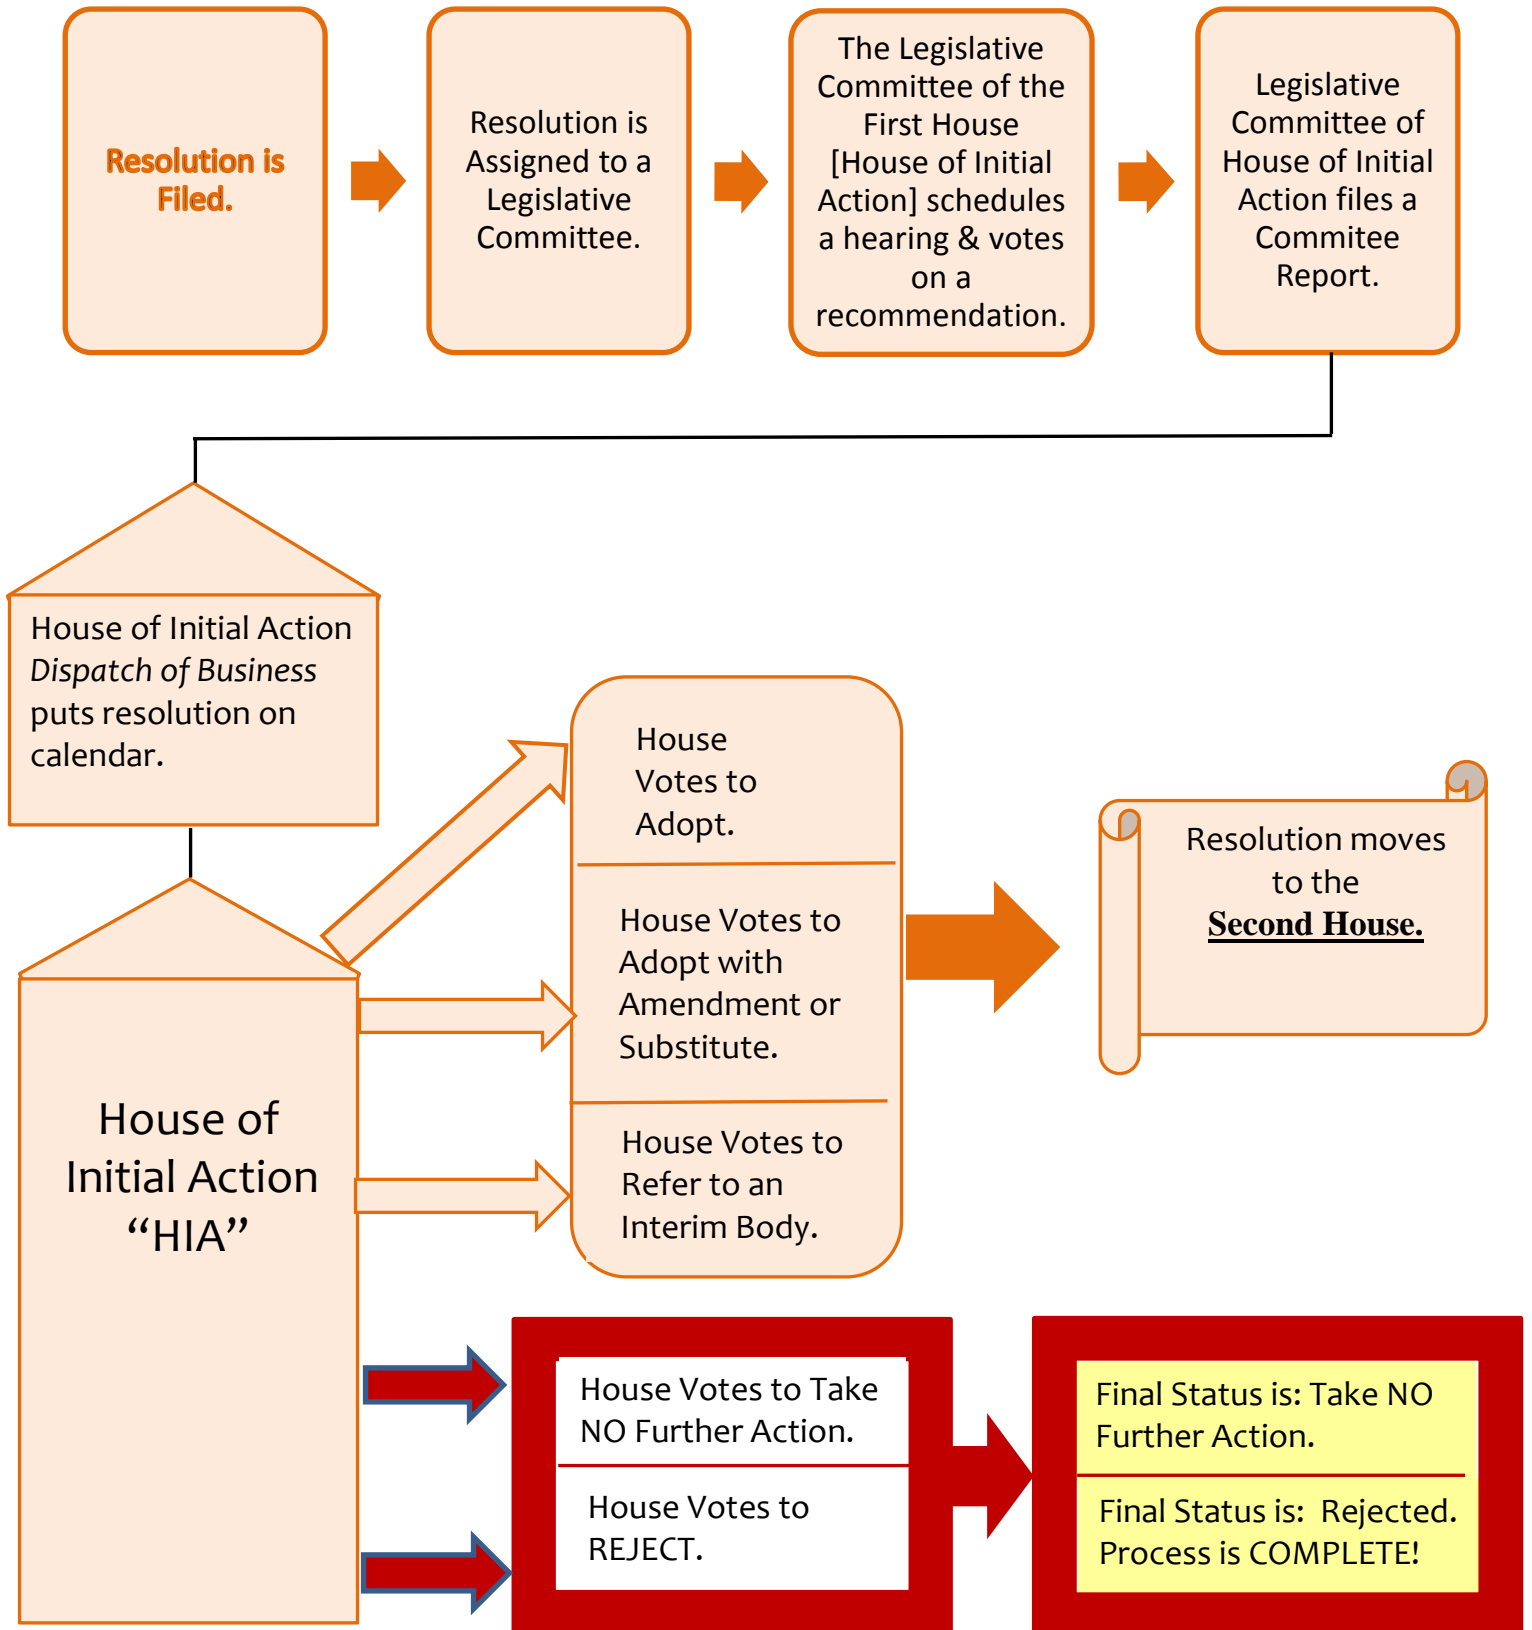 Resolution is
Filed.
Resolution is
Assigned to a
Legislative
Committee.
The Legislative
Committee of the
First House
[House of Initial
Action] schedules
a hearing & votes
on a
recommendation.
Legislative
Committee of
House of Initial
Action files a
Commitee
Report.
House of Initial Action
Dispatch of Business
puts resolution on
calendar.
House
Votes to
Adopt.
House Votes to
Adopt with
Amendment or
Substitute.
House Votes to
Refer to an
Interim Body.
Resolution moves
to the
Second House.
House of
Initial Action
“HIA”
House Votes to Take
NO Further Action.
House Votes to
REJECT.
Final Status is: Take NO
Further Action.
Final Status is:  Rejected.
Process is COMPLETE!